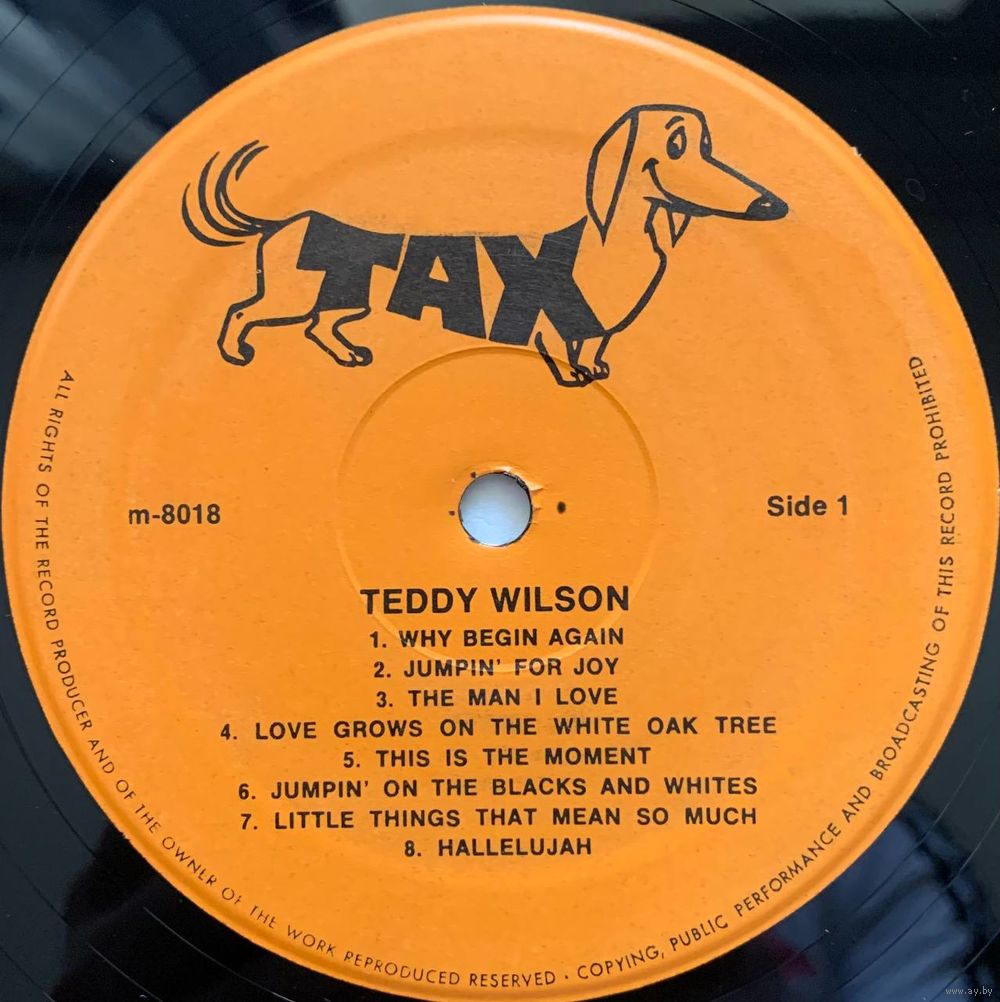 TAX
m-8018
Side 1
TEDDY WILSON
1. WHY BEGIN AGAIN
2. JUMPIN' FOR JOY
3. THE MAN I LOVE
4. LOVE GROWS ON THE WHITE OAK TREE
5. THIS IS THE MOMENT
6. JUMPIN' ON THE BLACKS AND WHITES
7. LITTLE THINGS THAT MEAN SO MUCH
8. HALLELUJAH
ALL RIGHTS OF THE RECORD PRODUCER AND OF THE OWNER OF THE WORK REPRODUCED RESERVED · COPYING, PUBLIC PERFORMANCE AND BROADCASTING OF THIS RECORD PROHIBITED
www.ay.by